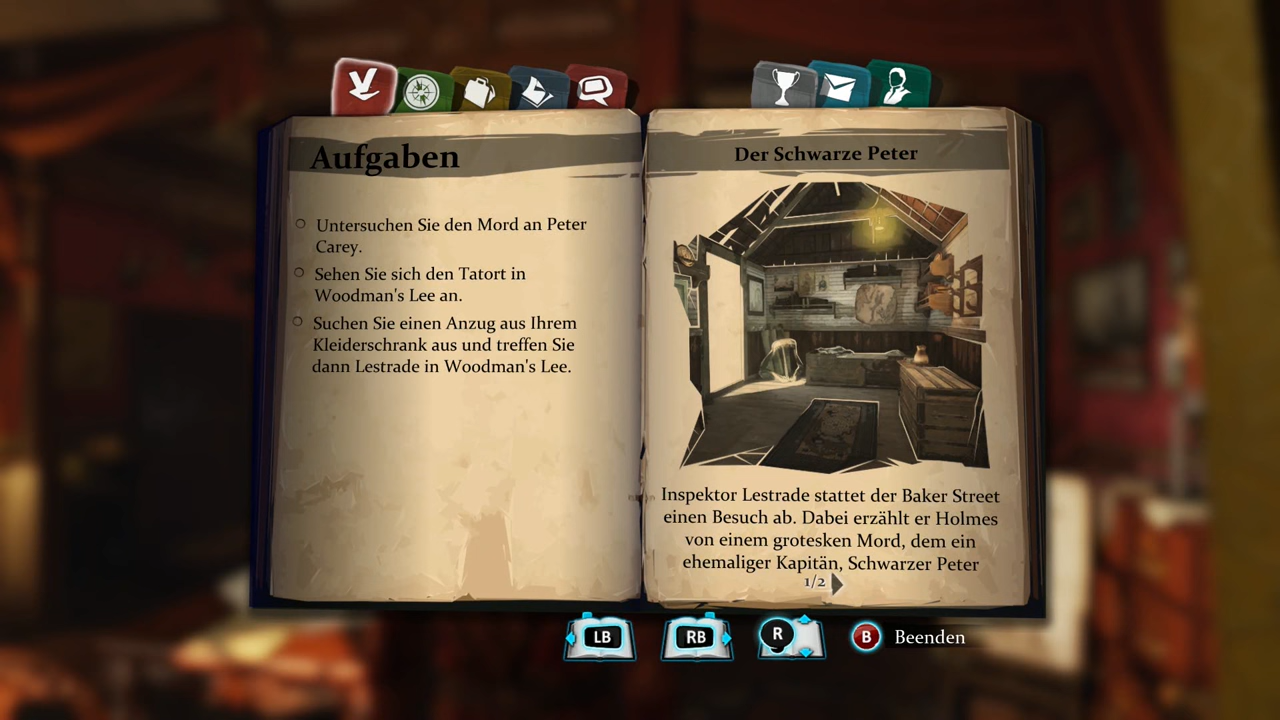 Aufgaben
Untersuchen Sie den Mord an Peter
Carey.
Sehen Sie sich den Tatort in
Woodman's Lee an.
Suchen Sie einen Anzug aus Ihrem
Kleiderschrank aus und treffen Sie
dann Lestrade in Woodman's Lee.
Der Schwarze Peter
Inspektor Lestrade stattet der Baker Street
einen Besuch ab. Dabei erzählt er Holmes
von einem grotesken Mord, dem ein
ehemaliger Kapitän, Schwarzer Peter
1/2
LB RB R B Beenden